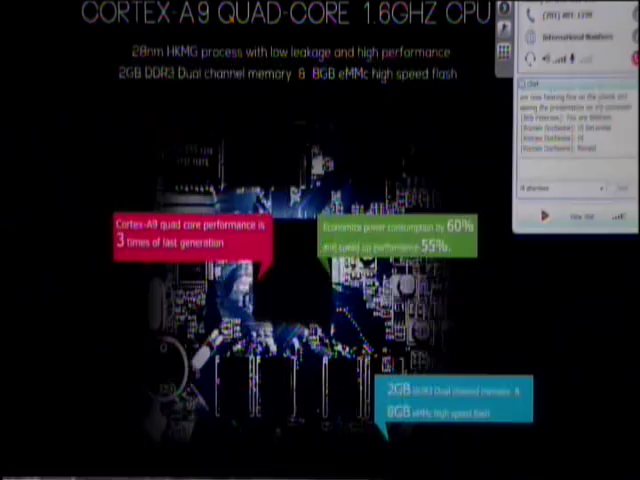 CORTEX-A9 QUAD-CORE 1.6GHZ CPU
28nm HKMG process with low leakage and high performance
2GB DDR3 Dual channel memory & 8GB eMMc high speed flash
International Numbers
Chat
Cortex-A9 quad core performance is
3 times of last generation
Economize power consumption by 60%
and speed up performance 55%.
2GB DDR3 Dual channel memory &
8GB eMMc high speed flash